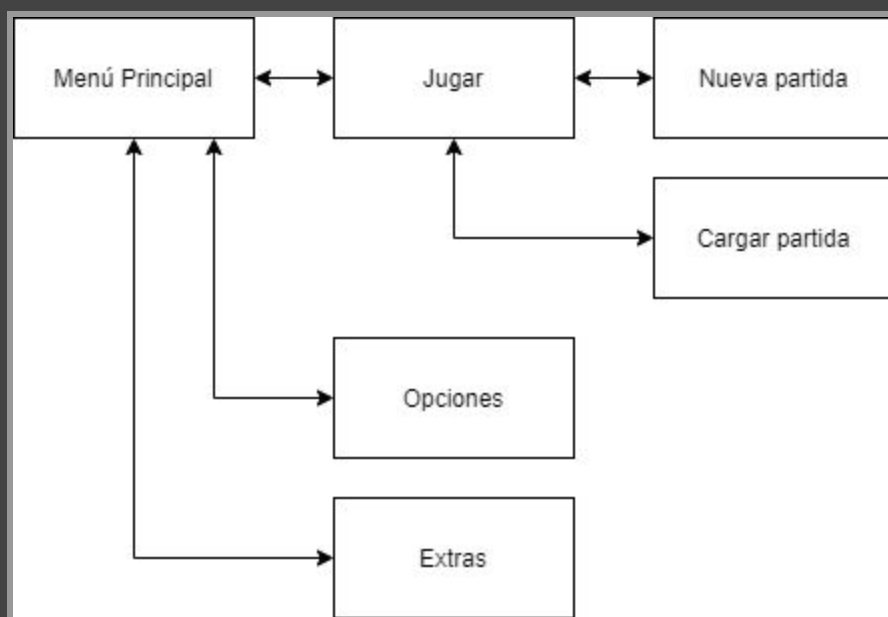 Menú Principal
Jugar
Nueva partida
Cargar partida
Opciones
Extras